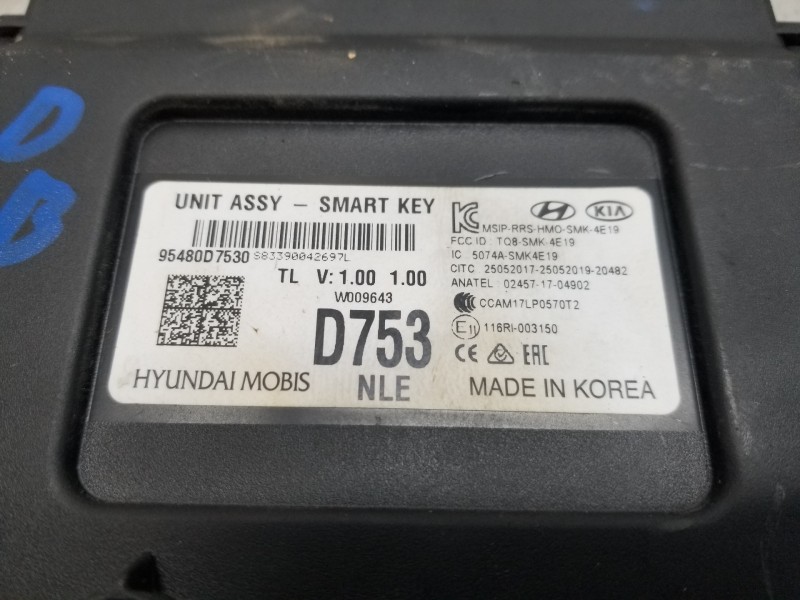 D
B
UNIT ASSY - SMART KEY
95480D7530 S83390042697L
TL V: 1.00 1.00
W009643
D753
NLE
HYUNDAI MOBIS
KC
KIA
MSIP-RRS-HMO-SMK-4E19
FCC ID : TQ8-SMK-4E19
IC 5074A-SMK4E19
CITC 25052017-25052019-20482
ANATEL 02457-17-04902
CCAM17LP0570T2
E11 116RI-003150
CE EAC
MADE IN KOREA